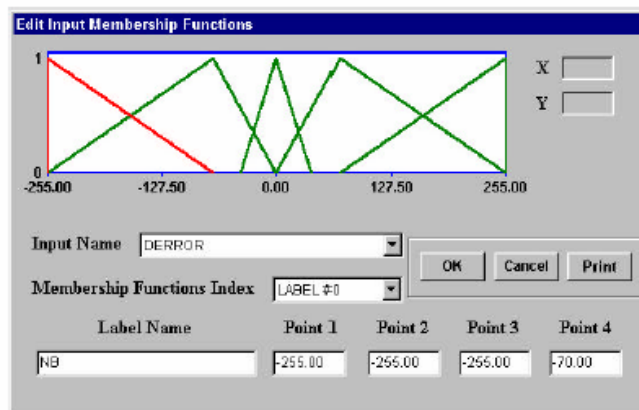 Edit Input Membership Functions
1
0
-255.00 -127.50 0.00 127.50 255.00
X
Y
Input Name DERROR
OK Cancel Print
Membership Functions Index LABEL #0
Label Name Point 1 Point 2 Point 3 Point 4
NB -255.00 -255.00 -255.00 -70.00